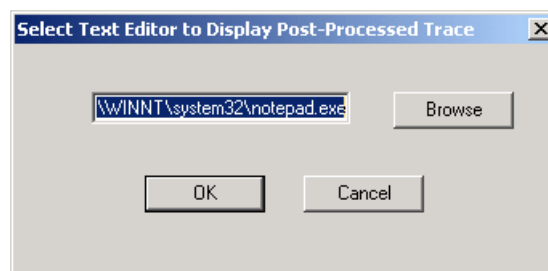 Select Text Editor to Display Post-Processed Trace
\WINNT\system32\notepad.exe
Browse
OK
Cancel